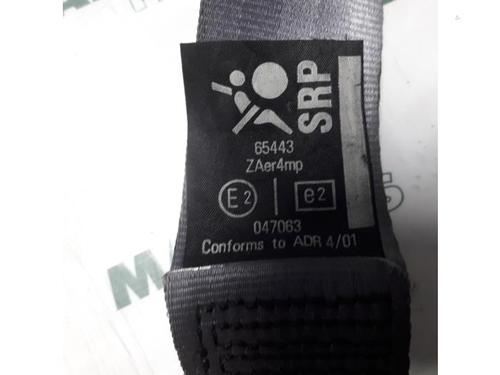 SRP
65443
ZAer4mp
E2 e2
047063
Conforms to ADR 4/01